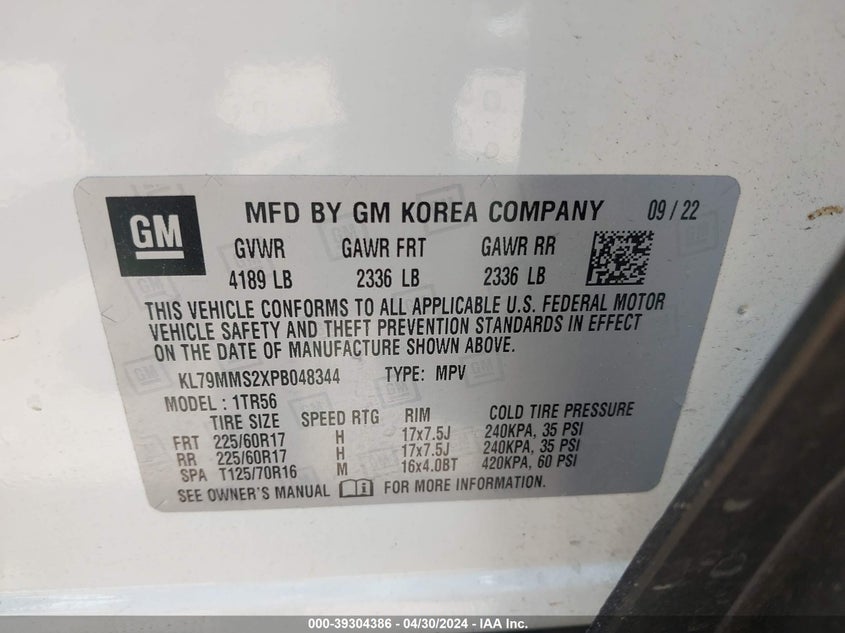 GM MFD BY GM KOREA COMPANY 09/22
GVWR GAWR FRT GAWR RR
4189 LB 2336 LB 2336 LB
THIS VEHICLE CONFORMS TO ALL APPLICABLE U.S. FEDERAL MOTOR
VEHICLE SAFETY AND THEFT PREVENTION STANDARDS IN EFFECT
ON THE DATE OF MANUFACTURE SHOWN ABOVE.
KL79MMS2XPB048344 TYPE: MPV
MODEL: 1TR56
TIRE SIZE SPEED RTG RIM COLD TIRE PRESSURE
FRT 225/60R17 H 17x7.5J 240KPA, 35 PSI
RR 225/60R17 H 17x7.5J 240KPA, 35 PSI
SPA T125/70R16 M 16x4.0BT 420KPA, 60 PSI
SEE OWNER'S MANUAL FOR MORE INFORMATION.
000-39304386 - 04/30/2024 - IAA Inc.